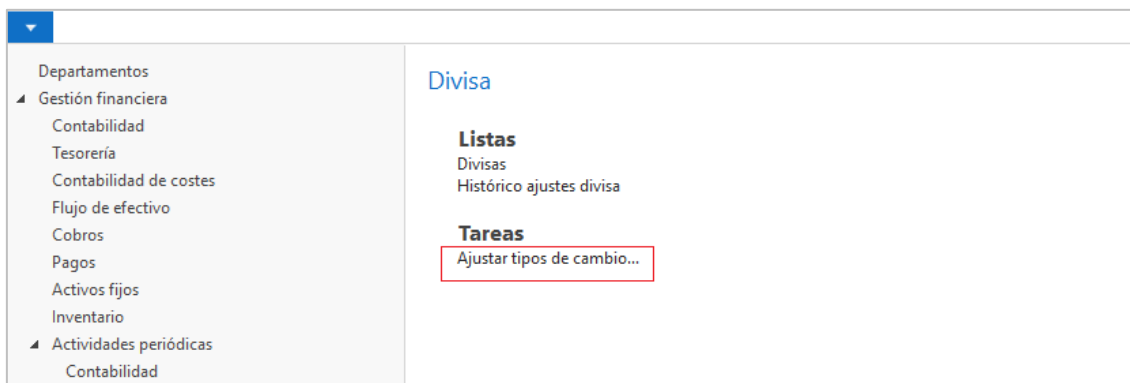 Departamentos
Gestión financiera
Contabilidad
Tesorería
Contabilidad de costes
Flujo de efectivo
Cobros
Pagos
Activos fijos
Inventario
Actividades periódicas
Contabilidad
Divisa
Listas
Divisas
Histórico ajustes divisa
Tareas
Ajustar tipos de cambio...